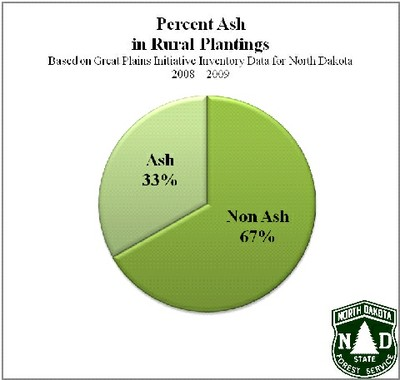 Percent Ash
in Rural Plantings
Based on Great Plains Initiative Inventory Data for North Dakota
2008 - 2009
Ash
33%
Non Ash
67%
NORTH DAKOTA
N D
STATE
FOREST SERVICE